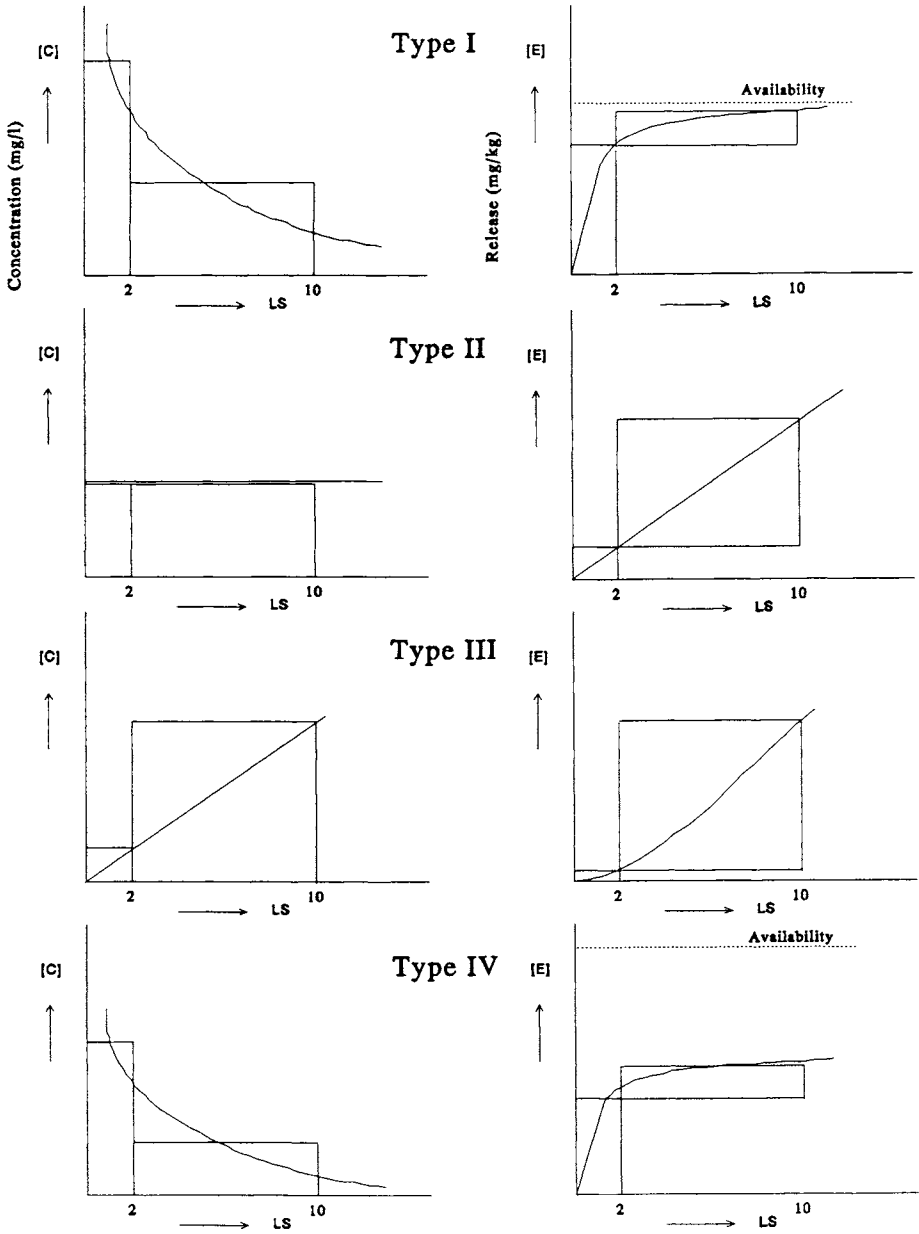 Type I
[C]
Concentration (mg/l)
2
10
LS
[E]
Release (mg/kg)
Availability
2
10
LS
Type II
[C]
2
10
LS
[E]
2
10
LS
Type III
[C]
2
10
LS
[E]
2
10
LS
Type IV
[C]
2
10
LS
[E]
Availability
2
10
LS